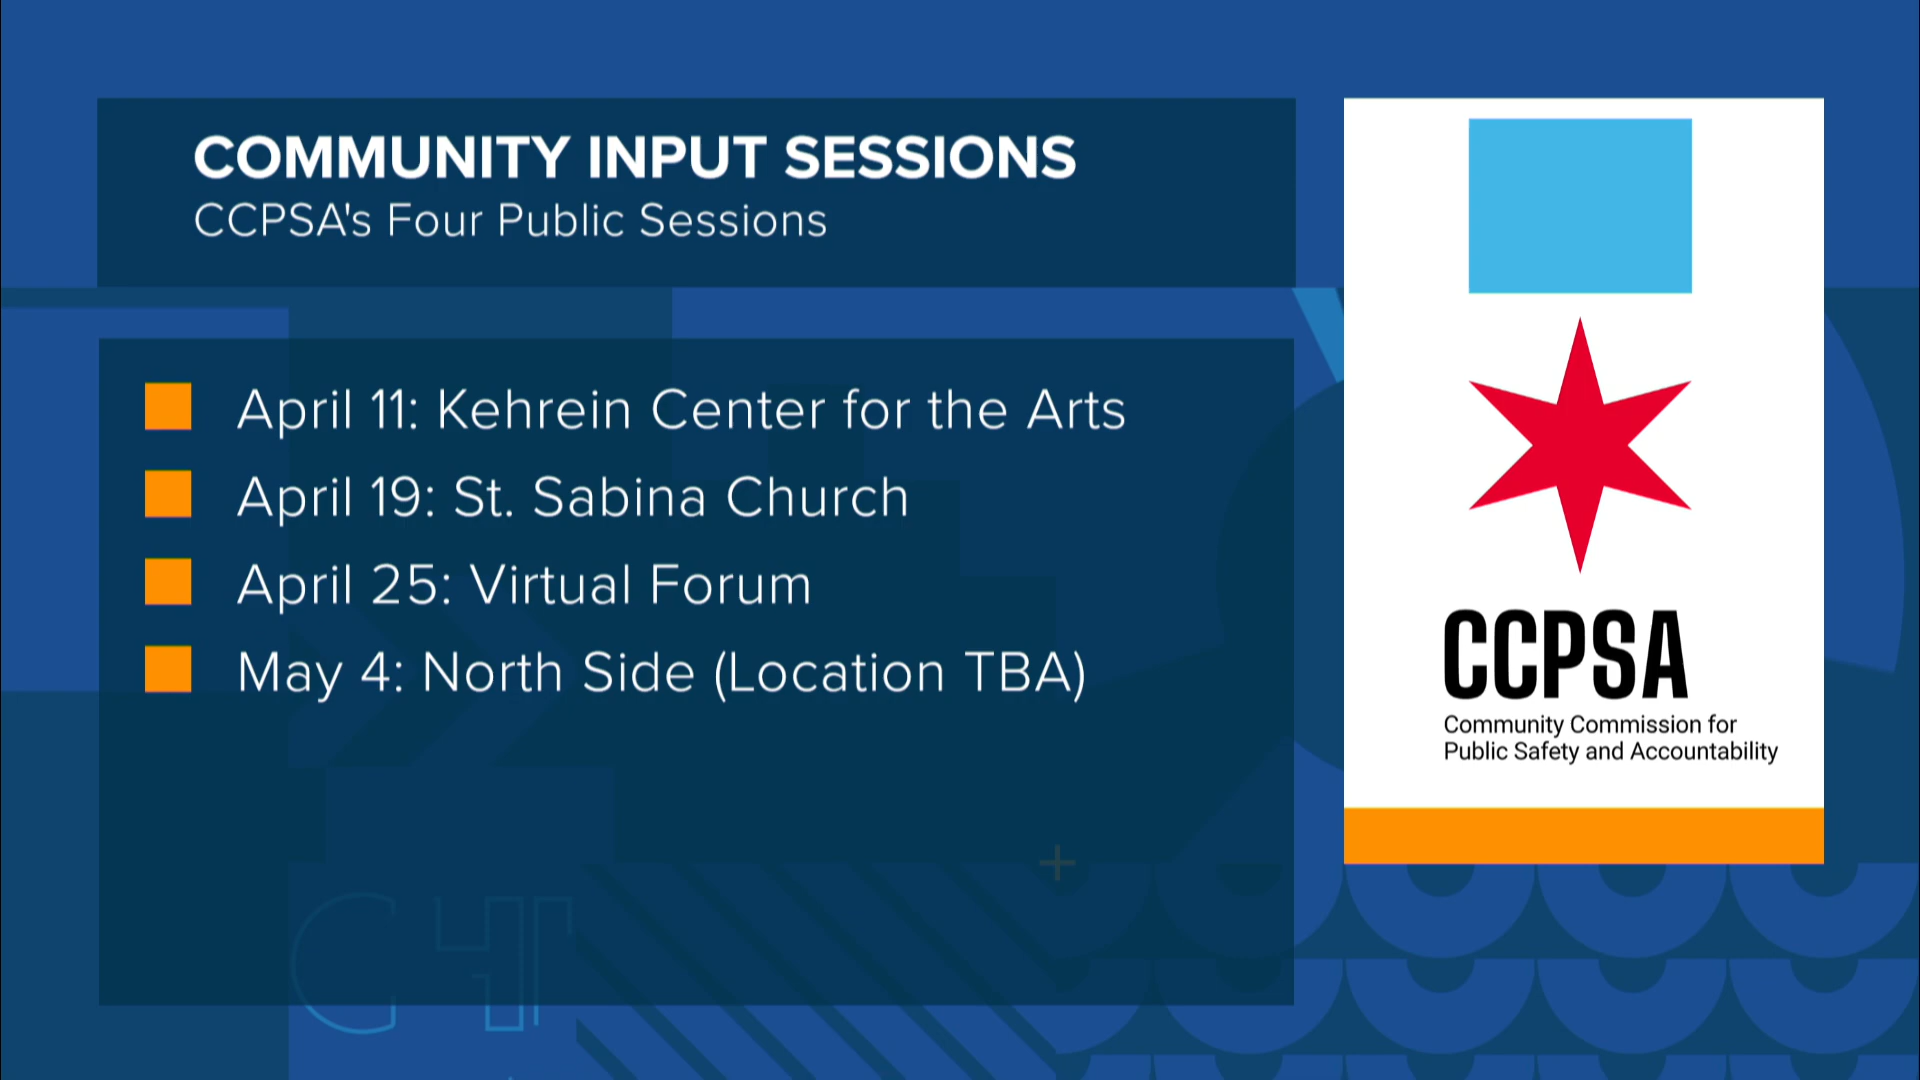 COMMUNITY INPUT SESSIONS
CCPSA's Four Public Sessions
April 11: Kehrein Center for the Arts
April 19: St. Sabina Church
April 25: Virtual Forum
May 4: North Side (Location TBA)
CCPSA
Community Commission for
Public Safety and Accountability